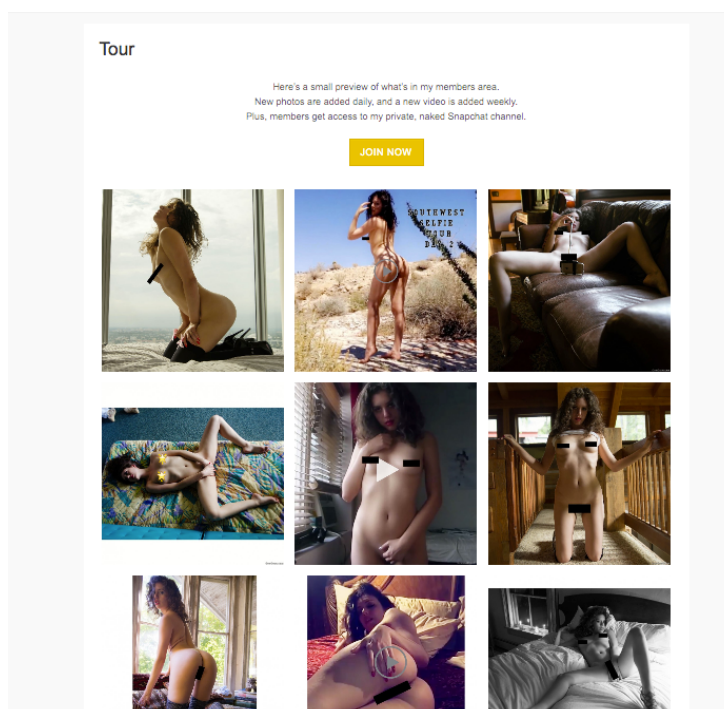 Tour
Here's a small preview of what's in my members area.
New photos are added daily, and a new video is added weekly.
Plus, members get access to my private, naked Snapchat channel.
JOIN NOW
SOUTHWEST
SELFIE
TOUR